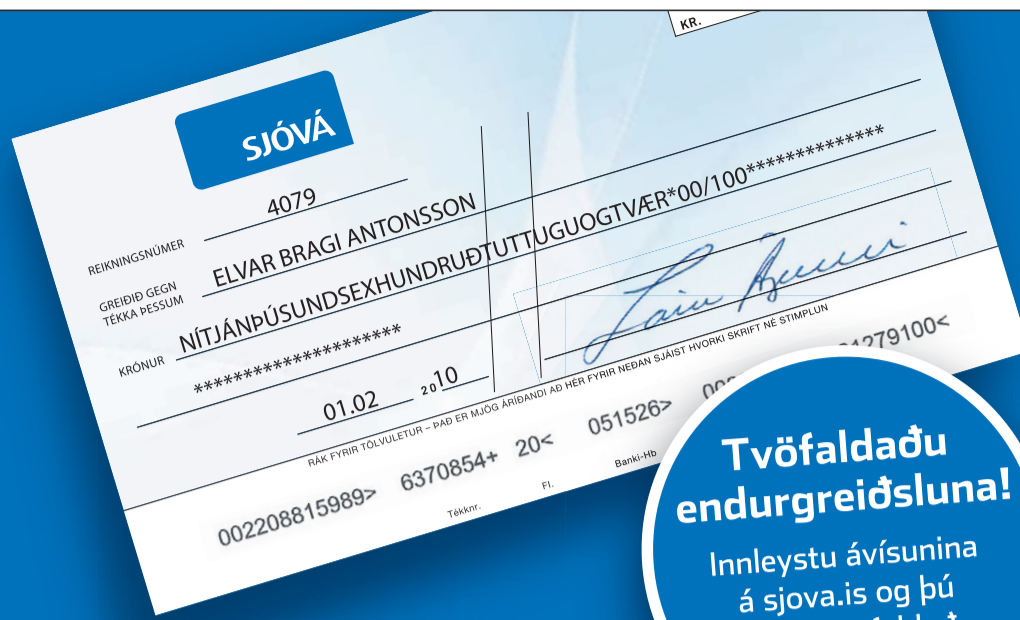 KR.
SJÓVÁ
REIKNINGSNÚMER 4079
GREIÐIÐ GEGN
TÉKKA ÞESSUM ELVAR BRAGI ANTONSSON
KRÓNUR NÍTJÁNÞÚSUNDSEXHUNDRUÐTUTTUGUOGTVÆR*00/100**************
*********************
01.02 2010
RÁK FYRIR TÖLVULETUR – ÞAÐ ER MJÖG ÁRÍÐANDI AÐ HÉR FYRIR NEÐAN SJÁIST HVORKI SKRIFT NÉ STIMPLUN
002208815989> 6370854+ 20< 051526> 1279100<
Tékknr. Fl. Banki-Hb
Tvöfaldaðu
endurgreiðsluna!
Innleystu ávísunina
á sjova.is og þú